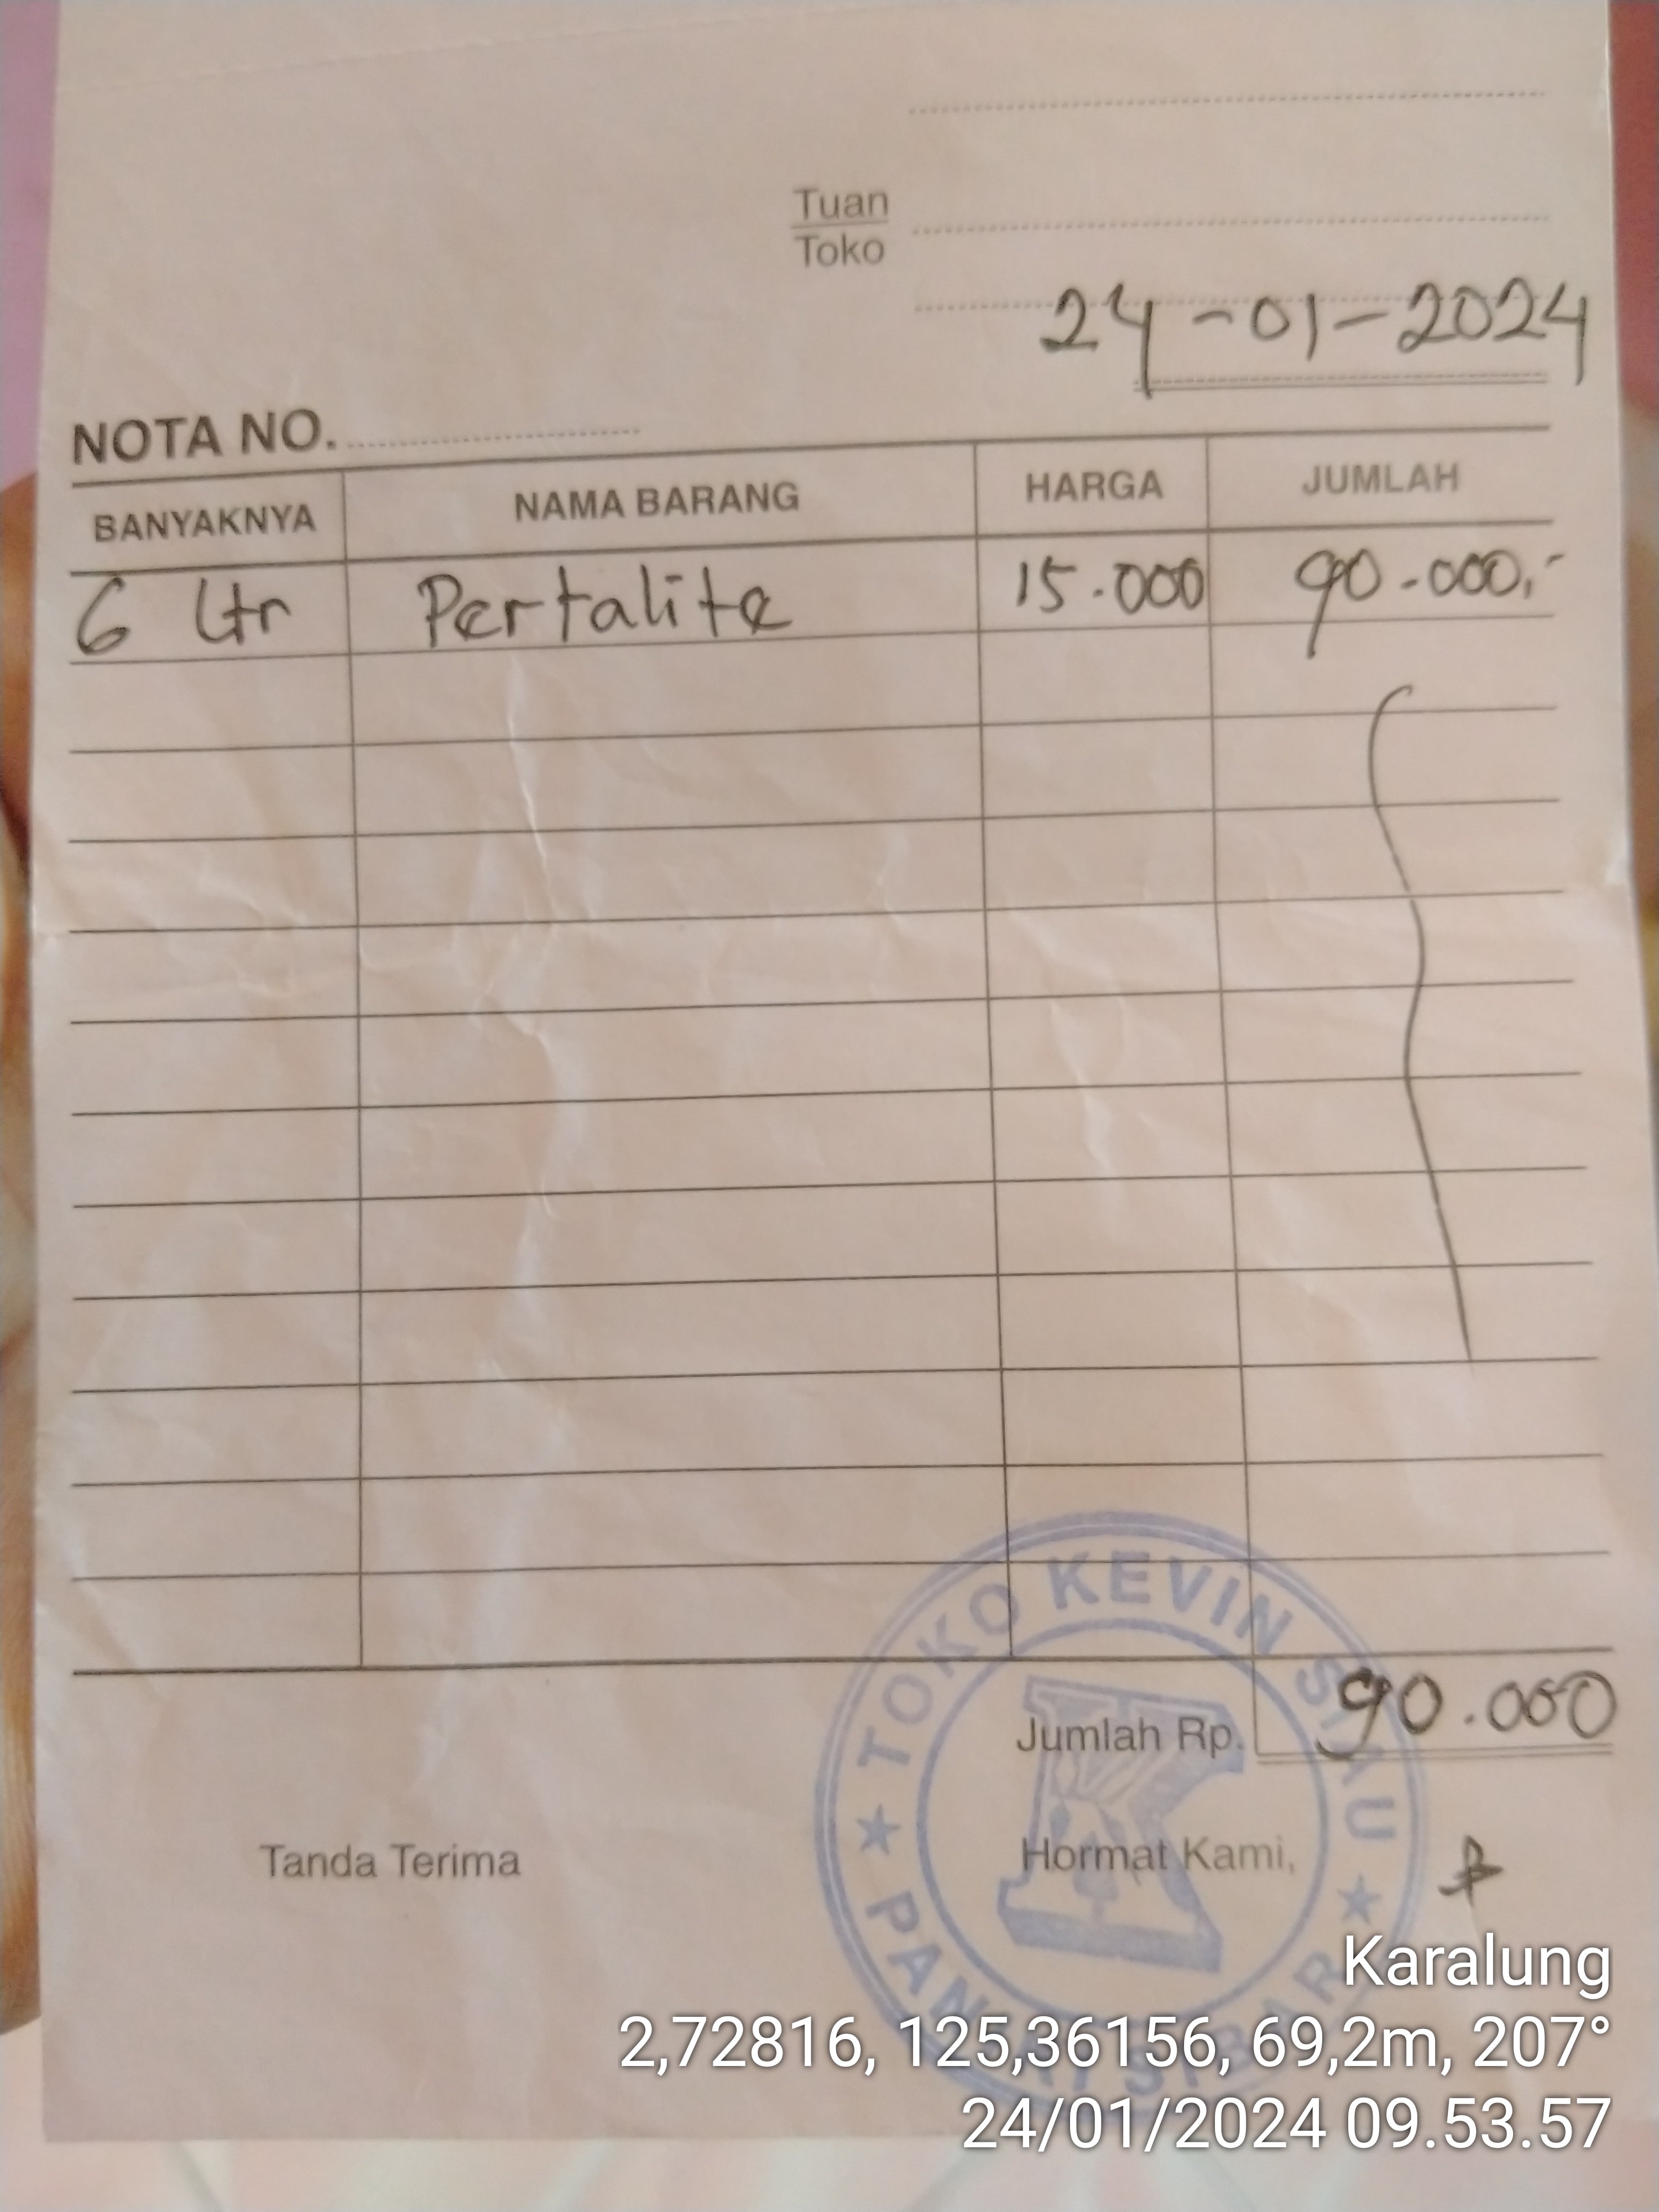 Tuan
Toko
24-01-2024
NOTA NO.
BANYAKNYA NAMA BARANG HARGA JUMLAH
6 Ltr Pertalite 15.000 90.000,-
Jumlah Rp. 90.000
Tanda Terima Hormat Kami,
TOKO KEVIN SIAU
K
Karalung
2,72816, 125,36156, 69,2m, 207°
24/01/2024 09.53.57